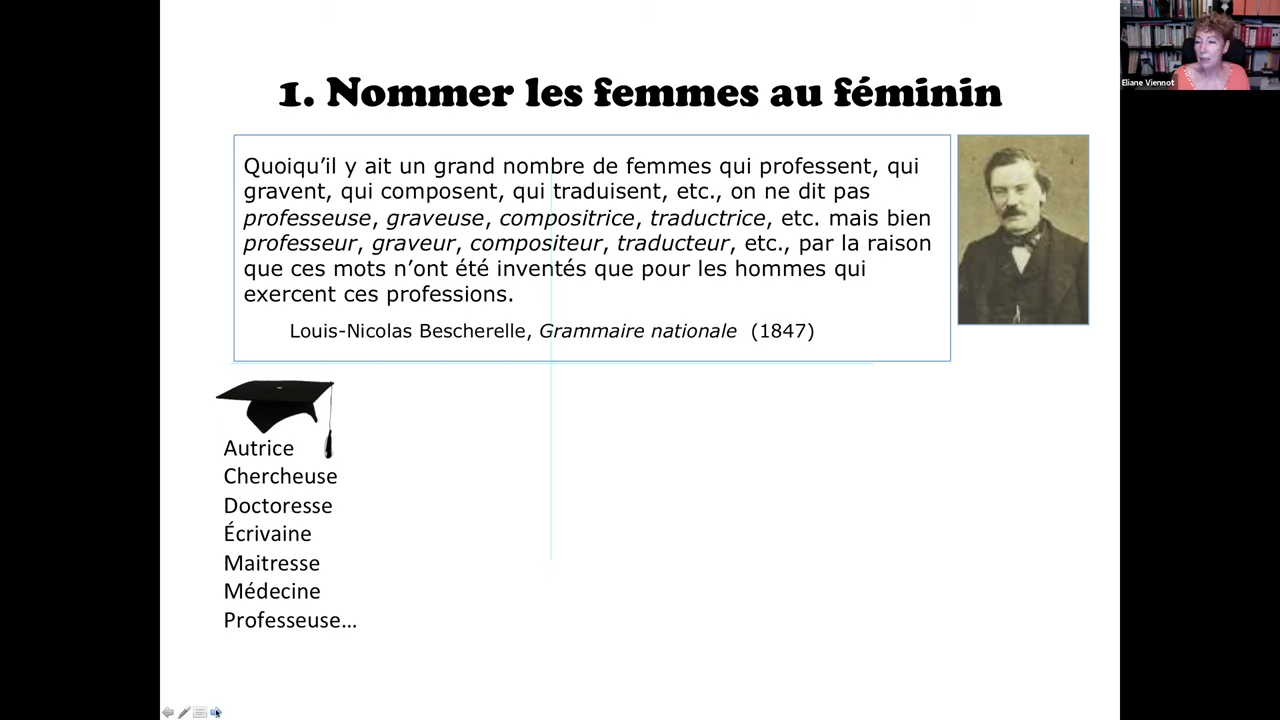 1. Nommer les femmes au féminin
Quoiqu’il y ait un grand nombre de femmes qui professent, qui
gravent, qui composent, qui traduisent, etc., on ne dit pas
professeuse, graveuse, compositrice, traductrice, etc. mais bien
professeur, graveur, compositeur, traducteur, etc., par la raison
que ces mots n’ont été inventés que pour les hommes qui
exercent ces professions.
Louis-Nicolas Bescherelle, Grammaire nationale (1847)
Autrice
Chercheuse
Doctoresse
Écrivaine
Maitresse
Médecine
Professeuse…
Eliane Viennot